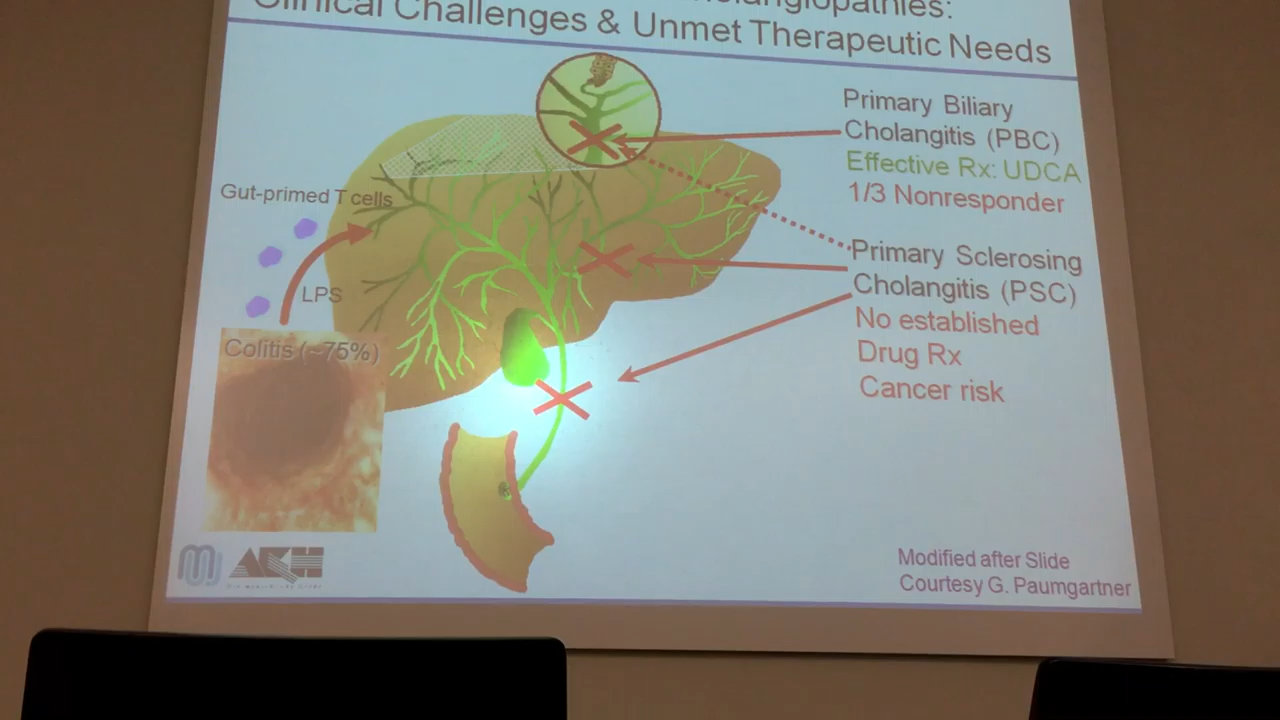 Clinical Challenges & Unmet Therapeutic Needs
Primary Biliary
Cholangitis (PBC)
Effective Rx: UDCA
1/3 Nonresponder
Gut-primed T cells
LPS
Colitis (~75%)
Primary Sclerosing
Cholangitis (PSC)
No established
Drug Rx
Cancer risk
AKH
Modified after Slide
Courtesy G. Paumgartner